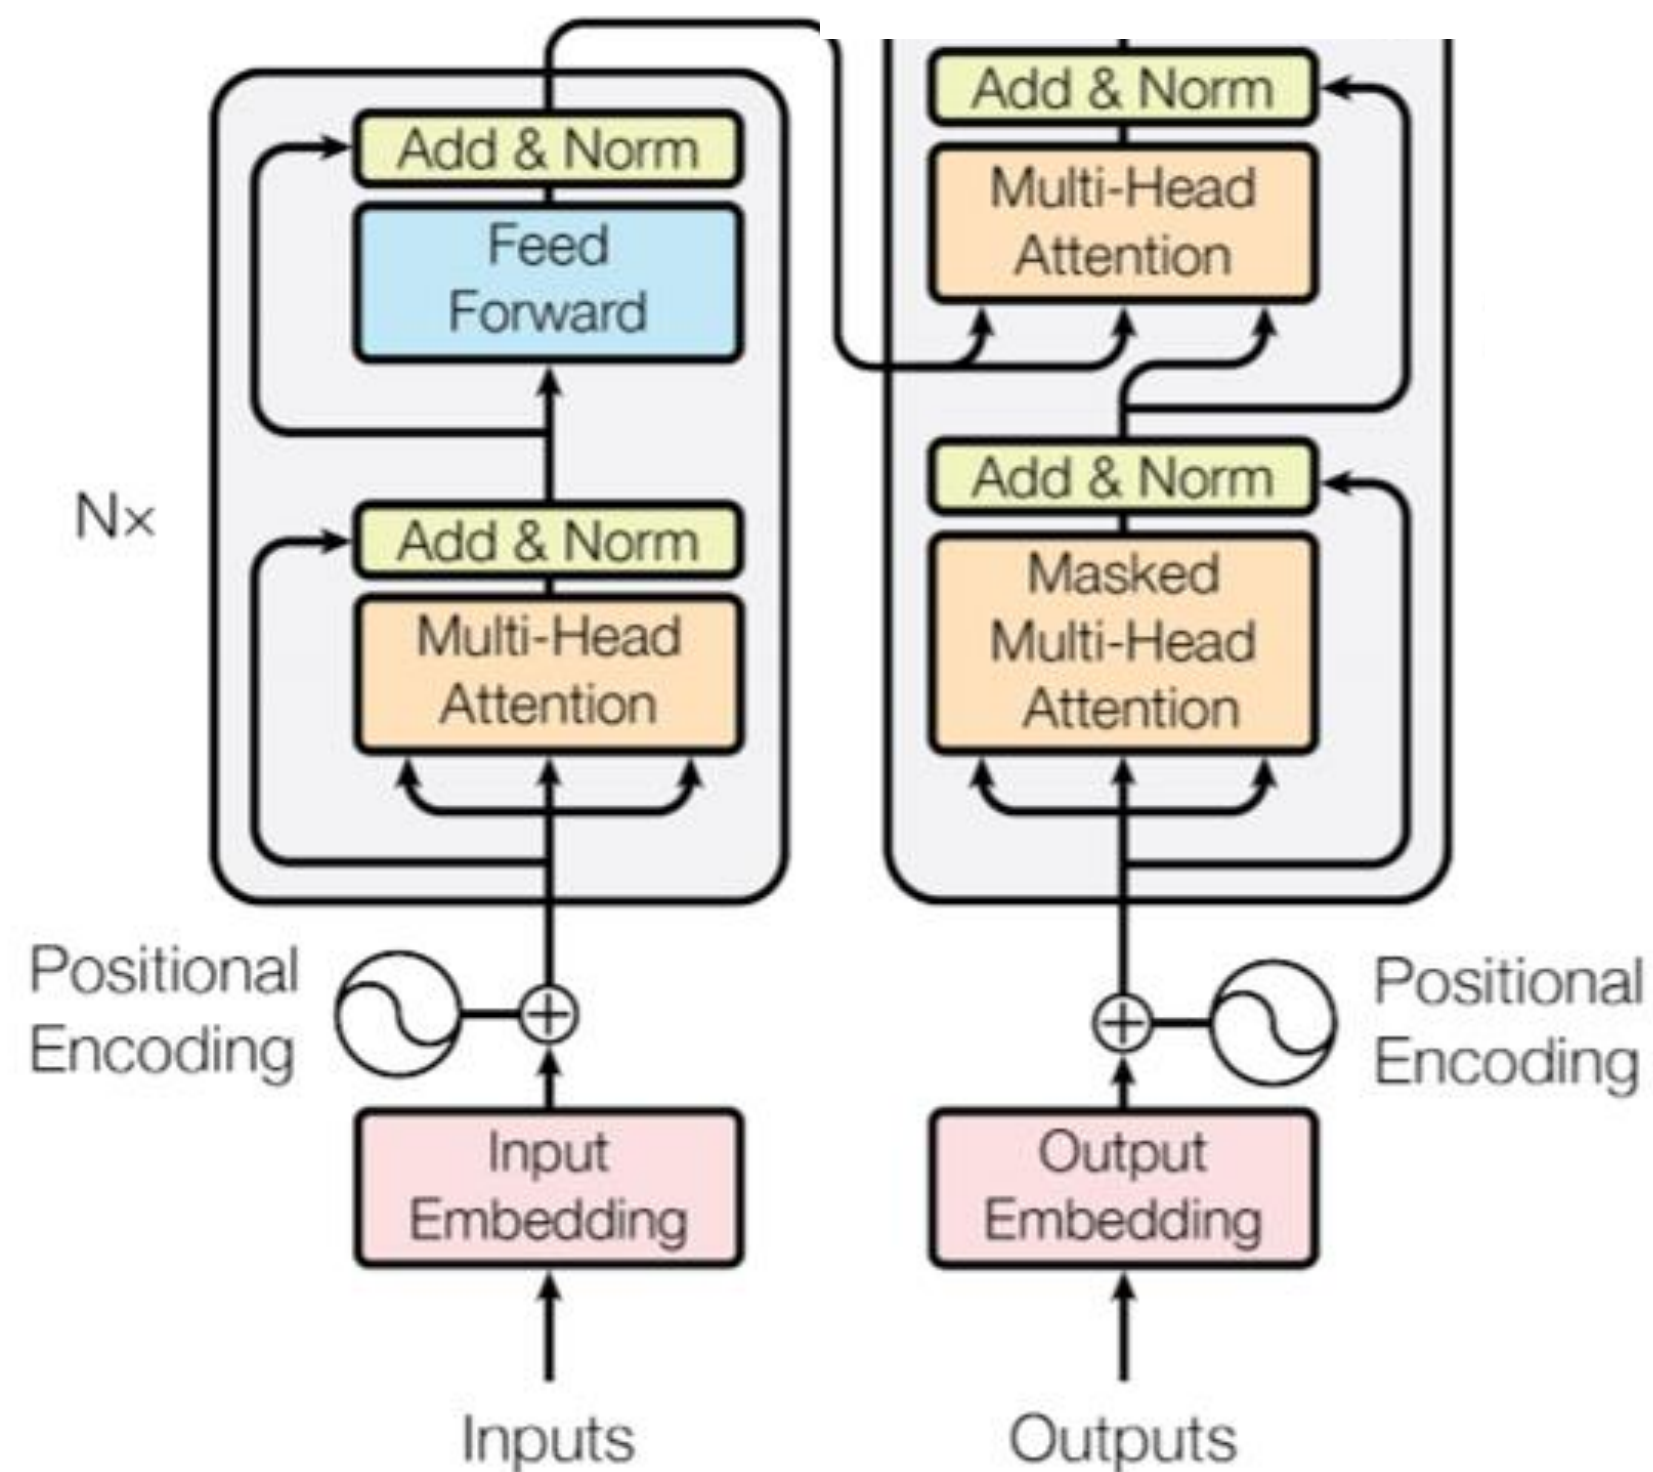 Add & Norm
Feed
Forward
Nx
Add & Norm
Multi-Head
Attention
Positional
Encoding
Input
Embedding
Inputs
Add & Norm
Multi-Head
Attention
Add & Norm
Masked
Multi-Head
Attention
Positional
Encoding
Output
Embedding
Outputs